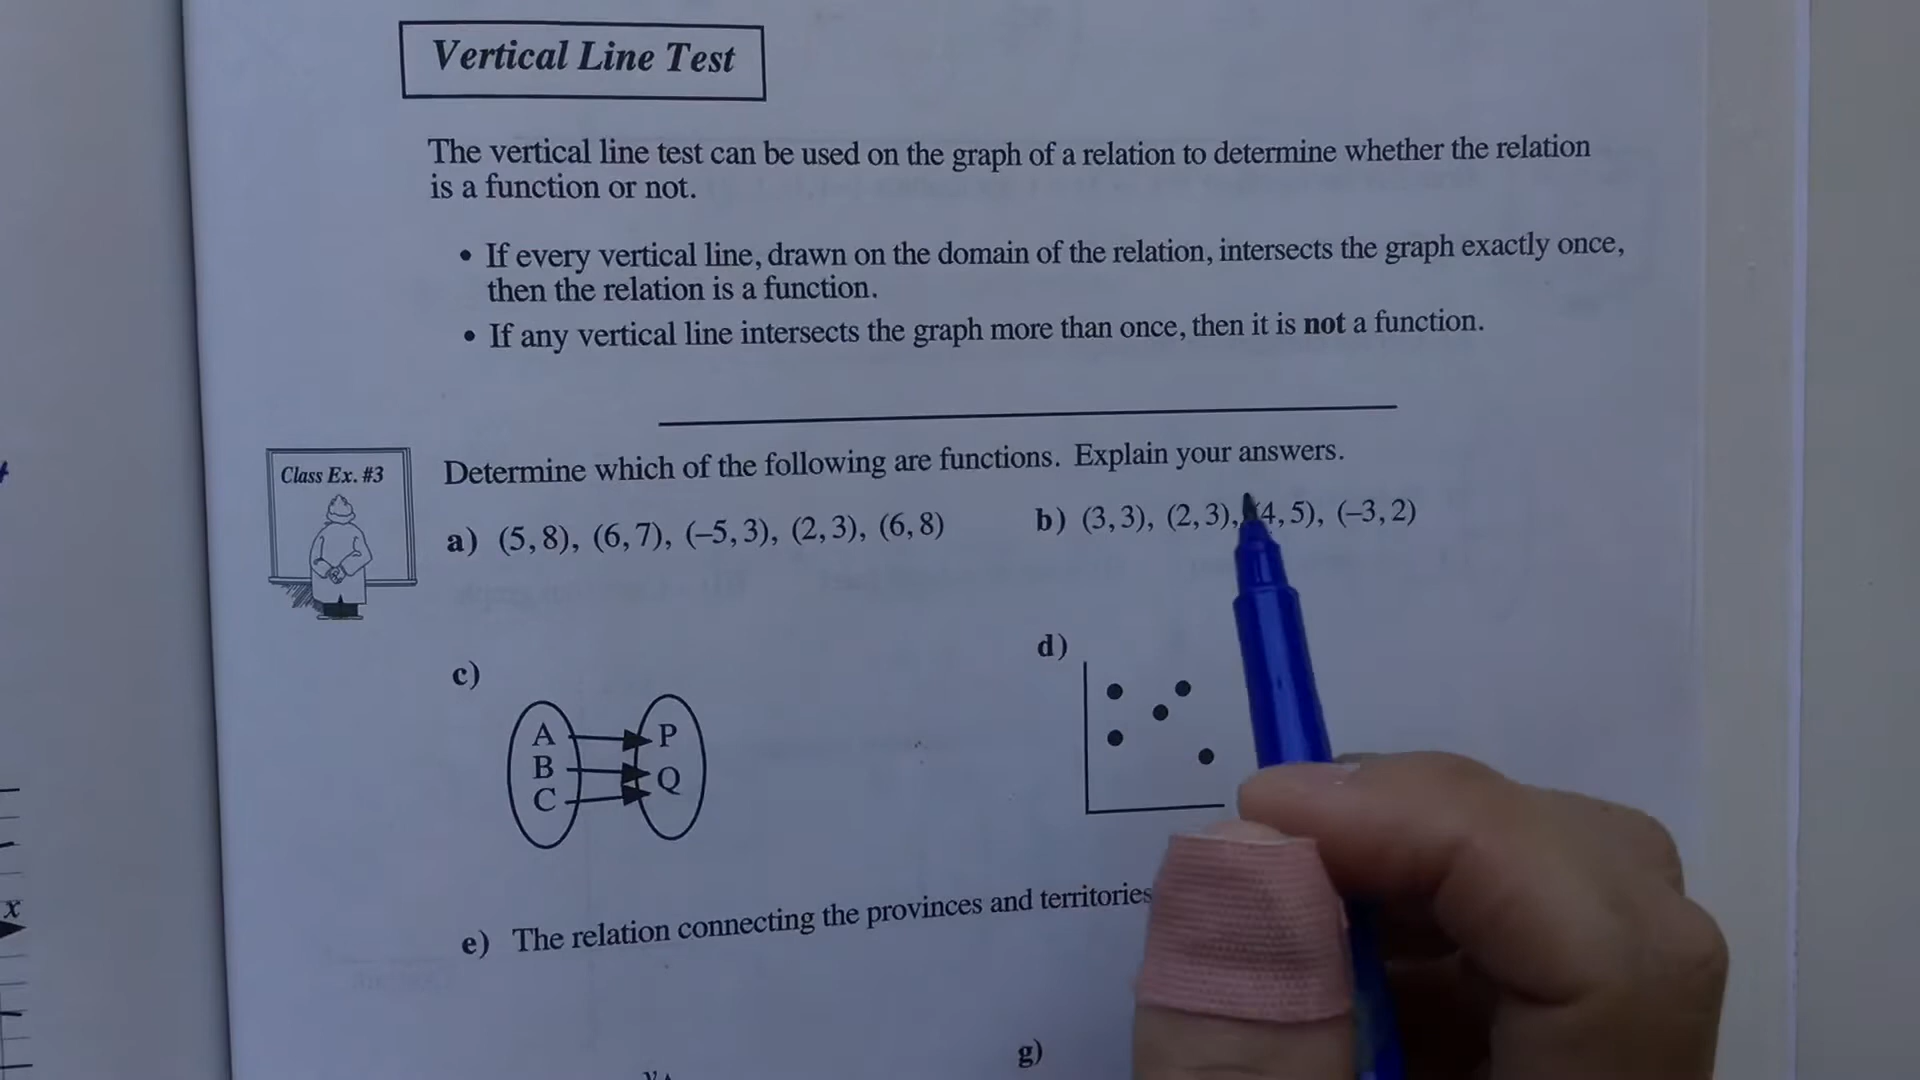 Vertical Line Test
The vertical line test can be used on the graph of a relation to determine whether the relation
is a function or not.
• If every vertical line, drawn on the domain of the relation, intersects the graph exactly once,
then the relation is a function.
• If any vertical line intersects the graph more than once, then it is not a function.
Class Ex. #3
Determine which of the following are functions. Explain your answers.
a) (5, 8), (6, 7), (–5, 3), (2, 3), (6, 8)
b) (3, 3), (2, 3), (4, 5), (–3, 2)
c)
d)
A
B
C
P
Q
x
e) The relation connecting the provinces and territories
g)
y